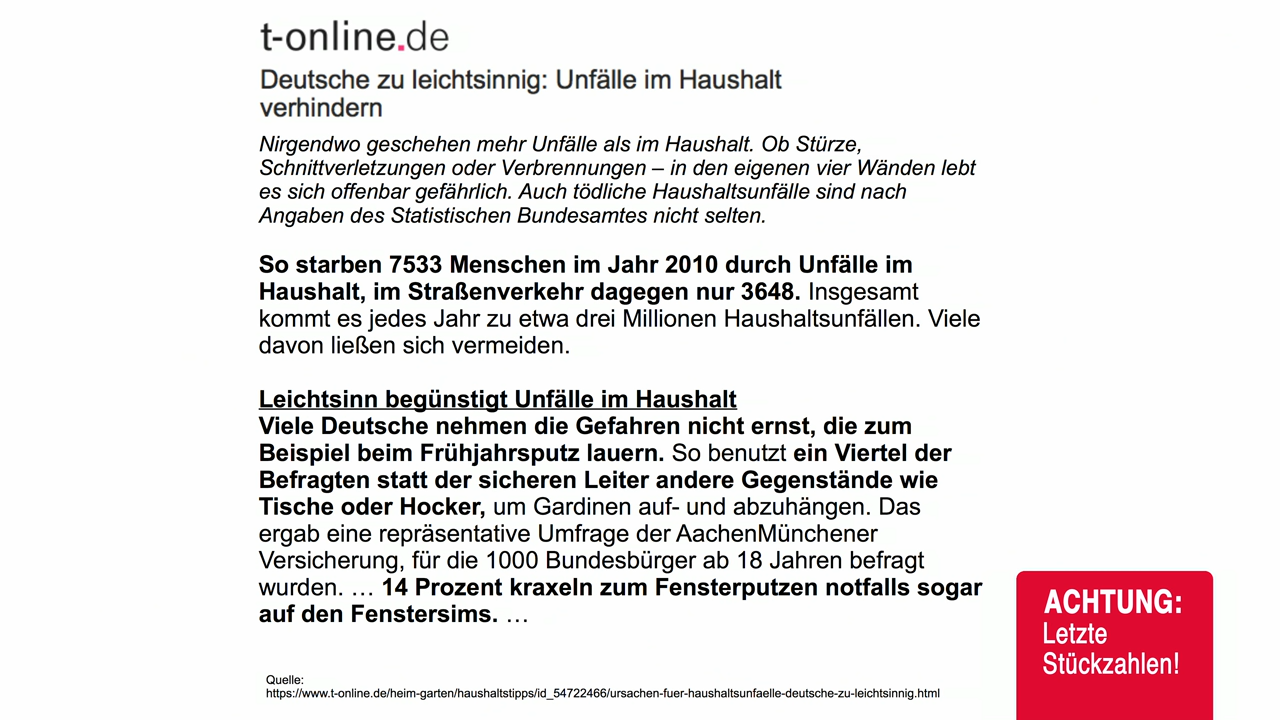 t-online.de
Deutsche zu leichtsinnig: Unfälle im Haushalt
verhindern
Nirgendwo geschehen mehr Unfälle als im Haushalt. Ob Stürze,
Schnittverletzungen oder Verbrennungen – in den eigenen vier Wänden lebt
es sich offenbar gefährlich. Auch tödliche Haushaltsunfälle sind nach
Angaben des Statistischen Bundesamtes nicht selten.
So starben 7533 Menschen im Jahr 2010 durch Unfälle im
Haushalt, im Straßenverkehr dagegen nur 3648. Insgesamt
kommt es jedes Jahr zu etwa drei Millionen Haushaltsunfällen. Viele
davon ließen sich vermeiden.
Leichtsinn begünstigt Unfälle im Haushalt
Viele Deutsche nehmen die Gefahren nicht ernst, die zum
Beispiel beim Frühjahrsputz lauern. So benutzt ein Viertel der
Befragten statt der sicheren Leiter andere Gegenstände wie
Tische oder Hocker, um Gardinen auf- und abzuhängen. Das
ergab eine repräsentative Umfrage der AachenMünchener
Versicherung, für die 1000 Bundesbürger ab 18 Jahren befragt
wurden. … 14 Prozent kraxeln zum Fensterputzen notfalls sogar
auf den Fenstersims. …
Quelle:
https://www.t-online.de/heim-garten/haushaltstipps/id_54722466/ursachen-fuer-haushaltsunfaelle-deutsche-zu-leichtsinnig.html
ACHTUNG:
Letzte
Stückzahlen!